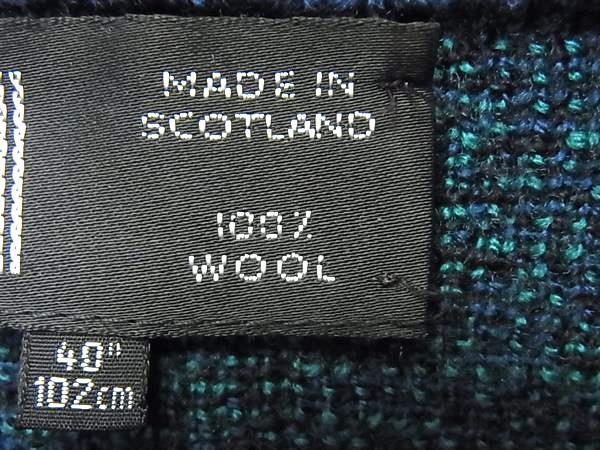 MADE IN
SCOTLAND
100%
WOOL
40"
102cm